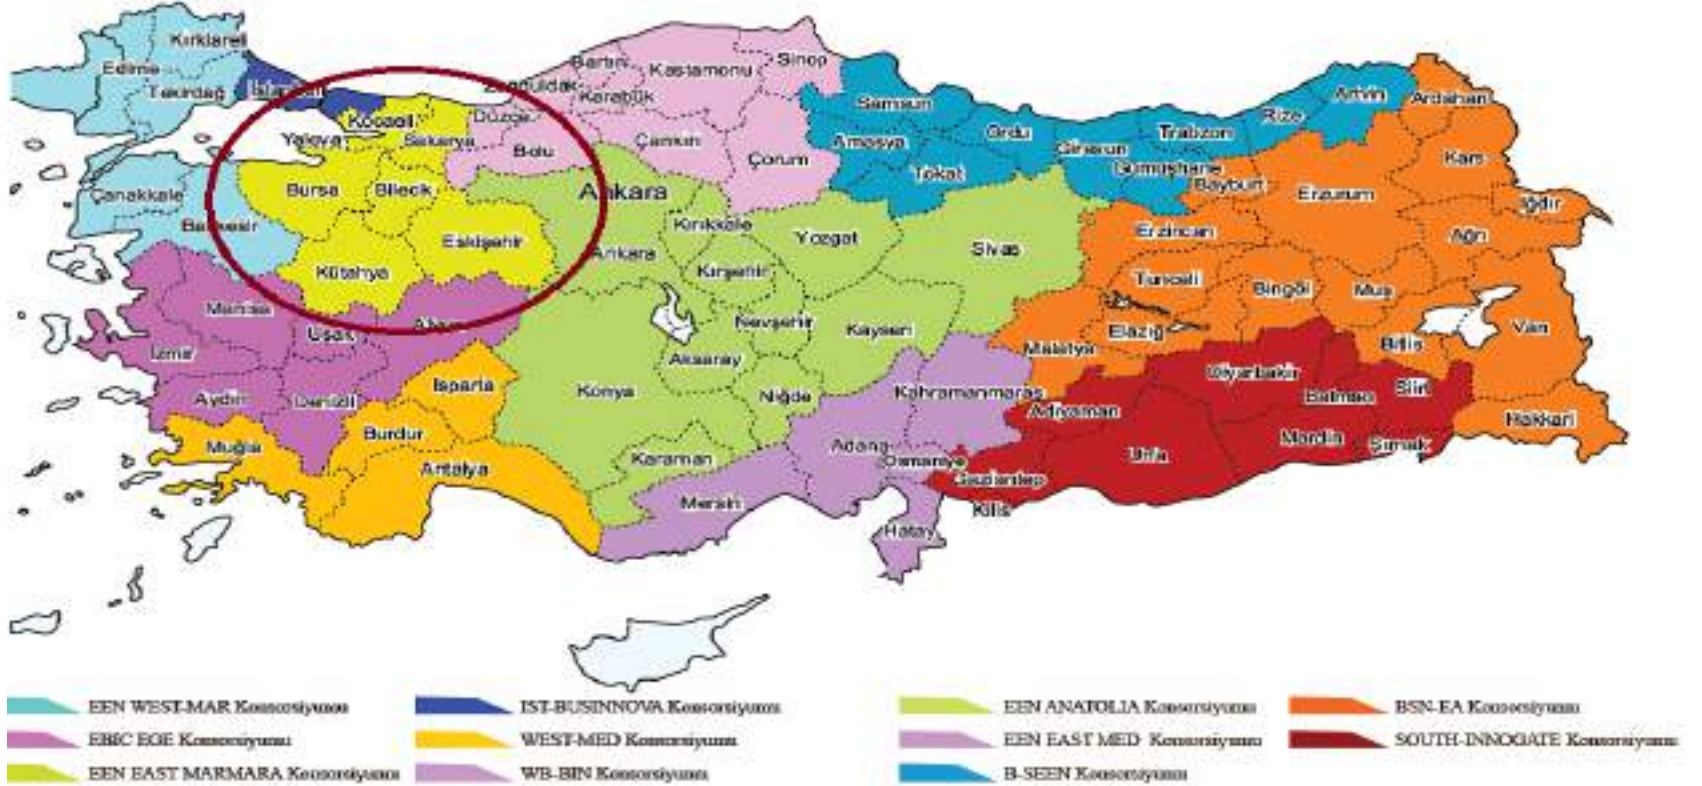 Kırklareli
Edirne
Tekirdağ
İstanbul
Kocaeli
Yalova
Sakarya
Düzce
Zonguldak
Bartın
Karabük
Kastamonu
Sinop
Bolu
Çankırı
Çorum
Samsun
Amasya
Tokat
Ordu
Giresun
Gümüşhane
Trabzon
Rize
Artvin
Ardahan
Kars
Bayburt
Erzurum
Iğdır
Ağrı
Çanakkale
Balıkesir
Bursa
Bilecik
Eskişehir
Kütahya
Ankara
Ankara
Kırıkkale
Kırşehir
Yozgat
Sivas
Erzincan
Tunceli
Bingöl
Muş
Van
Bitlis
Elazığ
Malatya
Manisa
Uşak
Afyon
İzmir
Aydın
Denizli
Muğla
Burdur
Isparta
Antalya
Konya
Aksaray
Nevşehir
Kayseri
Niğde
Karaman
Mersin
Adana
Osmaniye
Kahramanmaraş
Hatay
Kilis
Gaziantep
Adıyaman
Urfa
Diyarbakır
Batman
Mardin
Siirt
Şırnak
Hakkari
EEN WEST-MAR Konsorsiyumu
EBIC EGE Konsorsiyumu
EEN EAST MARMARA Konsorsiyumu
IST-BUSINNOVA Konsorsiyumu
WEST-MED Konsorsiyumu
WB-BIN Konsorsiyumu
EEN ANATOLIA Konsorsiyumu
EEN EAST MED Konsorsiyumu
B-SEEN Konsorsiyumu
BSN-EA Konsorsiyumu
SOUTH-INNOGATE Konsorsiyumu